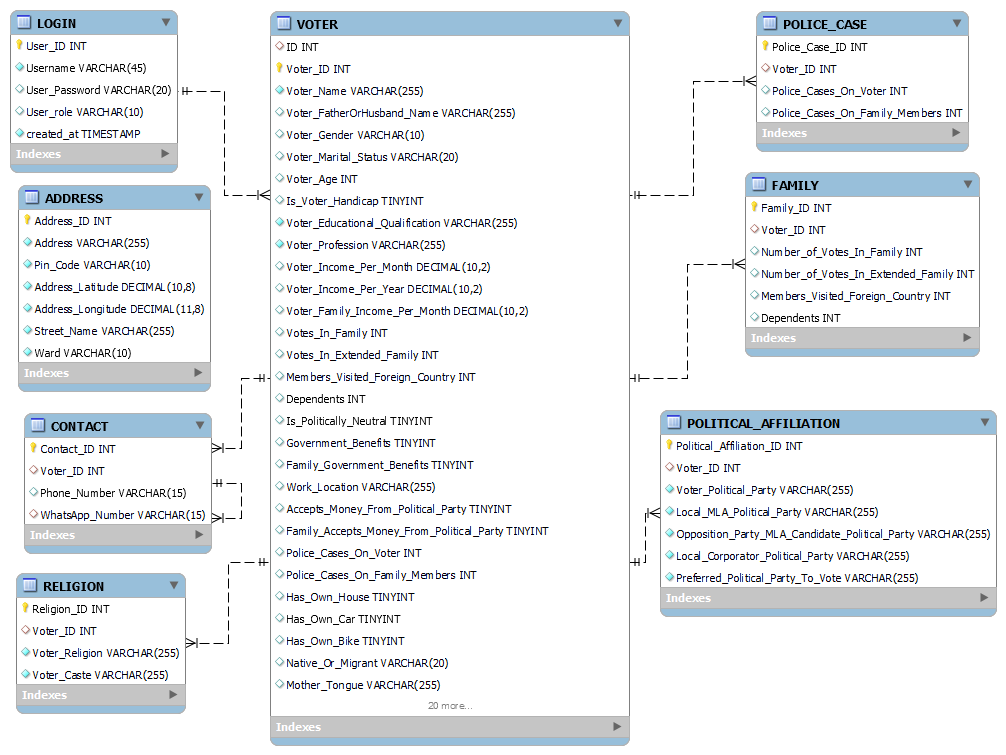 LOGIN
User_ID INT
Username VARCHAR(45)
User_Password VARCHAR(20)
User_role VARCHAR(10)
created_at TIMESTAMP
Indexes
ADDRESS
Address_ID INT
Address VARCHAR(255)
Pin_Code VARCHAR(10)
Address_Latitude DECIMAL(10,8)
Address_Longitude DECIMAL(11,8)
Street_Name VARCHAR(255)
Ward VARCHAR(10)
Indexes
CONTACT
Contact_ID INT
Voter_ID INT
Phone_Number VARCHAR(15)
WhatsApp_Number VARCHAR(15)
Indexes
RELIGION
Religion_ID INT
Voter_ID INT
Voter_Religion VARCHAR(255)
Voter_Caste VARCHAR(255)
Indexes
VOTER
ID INT
Voter_ID INT
Voter_Name VARCHAR(255)
Voter_FatherOrHusband_Name VARCHAR(255)
Voter_Gender VARCHAR(10)
Voter_Marital_Status VARCHAR(20)
Voter_Age INT
Is_Voter_Handicap TINYINT
Voter_Educational_Qualification VARCHAR(255)
Voter_Profession VARCHAR(255)
Voter_Income_Per_Month DECIMAL(10,2)
Voter_Income_Per_Year DECIMAL(10,2)
Voter_Family_Income_Per_Month DECIMAL(10,2)
Votes_In_Family INT
Votes_In_Extended_Family INT
Members_Visited_Foreign_Country INT
Dependents INT
Is_Politically_Neutral TINYINT
Government_Benefits TINYINT
Family_Government_Benefits TINYINT
Work_Location VARCHAR(255)
Accepts_Money_From_Political_Party TINYINT
Family_Accepts_Money_From_Political_Party TINYINT
Police_Cases_On_Voter INT
Police_Cases_On_Family_Members INT
Has_Own_House TINYINT
Has_Own_Car TINYINT
Has_Own_Bike TINYINT
Native_Or_Migrant VARCHAR(20)
Mother_Tongue VARCHAR(255)
20 more...
Indexes
POLICE_CASE
Police_Case_ID INT
Voter_ID INT
Police_Cases_On_Voter INT
Police_Cases_On_Family_Members INT
Indexes
FAMILY
Family_ID INT
Voter_ID INT
Number_of_Votes_In_Family INT
Number_of_Votes_In_Extended_Family INT
Members_Visited_Foreign_Country INT
Dependents INT
Indexes
POLITICAL_AFFILIATION
Political_Affiliation_ID INT
Voter_ID INT
Voter_Political_Party VARCHAR(255)
Local_MLA_Political_Party VARCHAR(255)
Opposition_Party_MLA_Candidate_Political_Party VARCHAR(255)
Local_Corporator_Political_Party VARCHAR(255)
Preferred_Political_Party_To_Vote VARCHAR(255)
Indexes